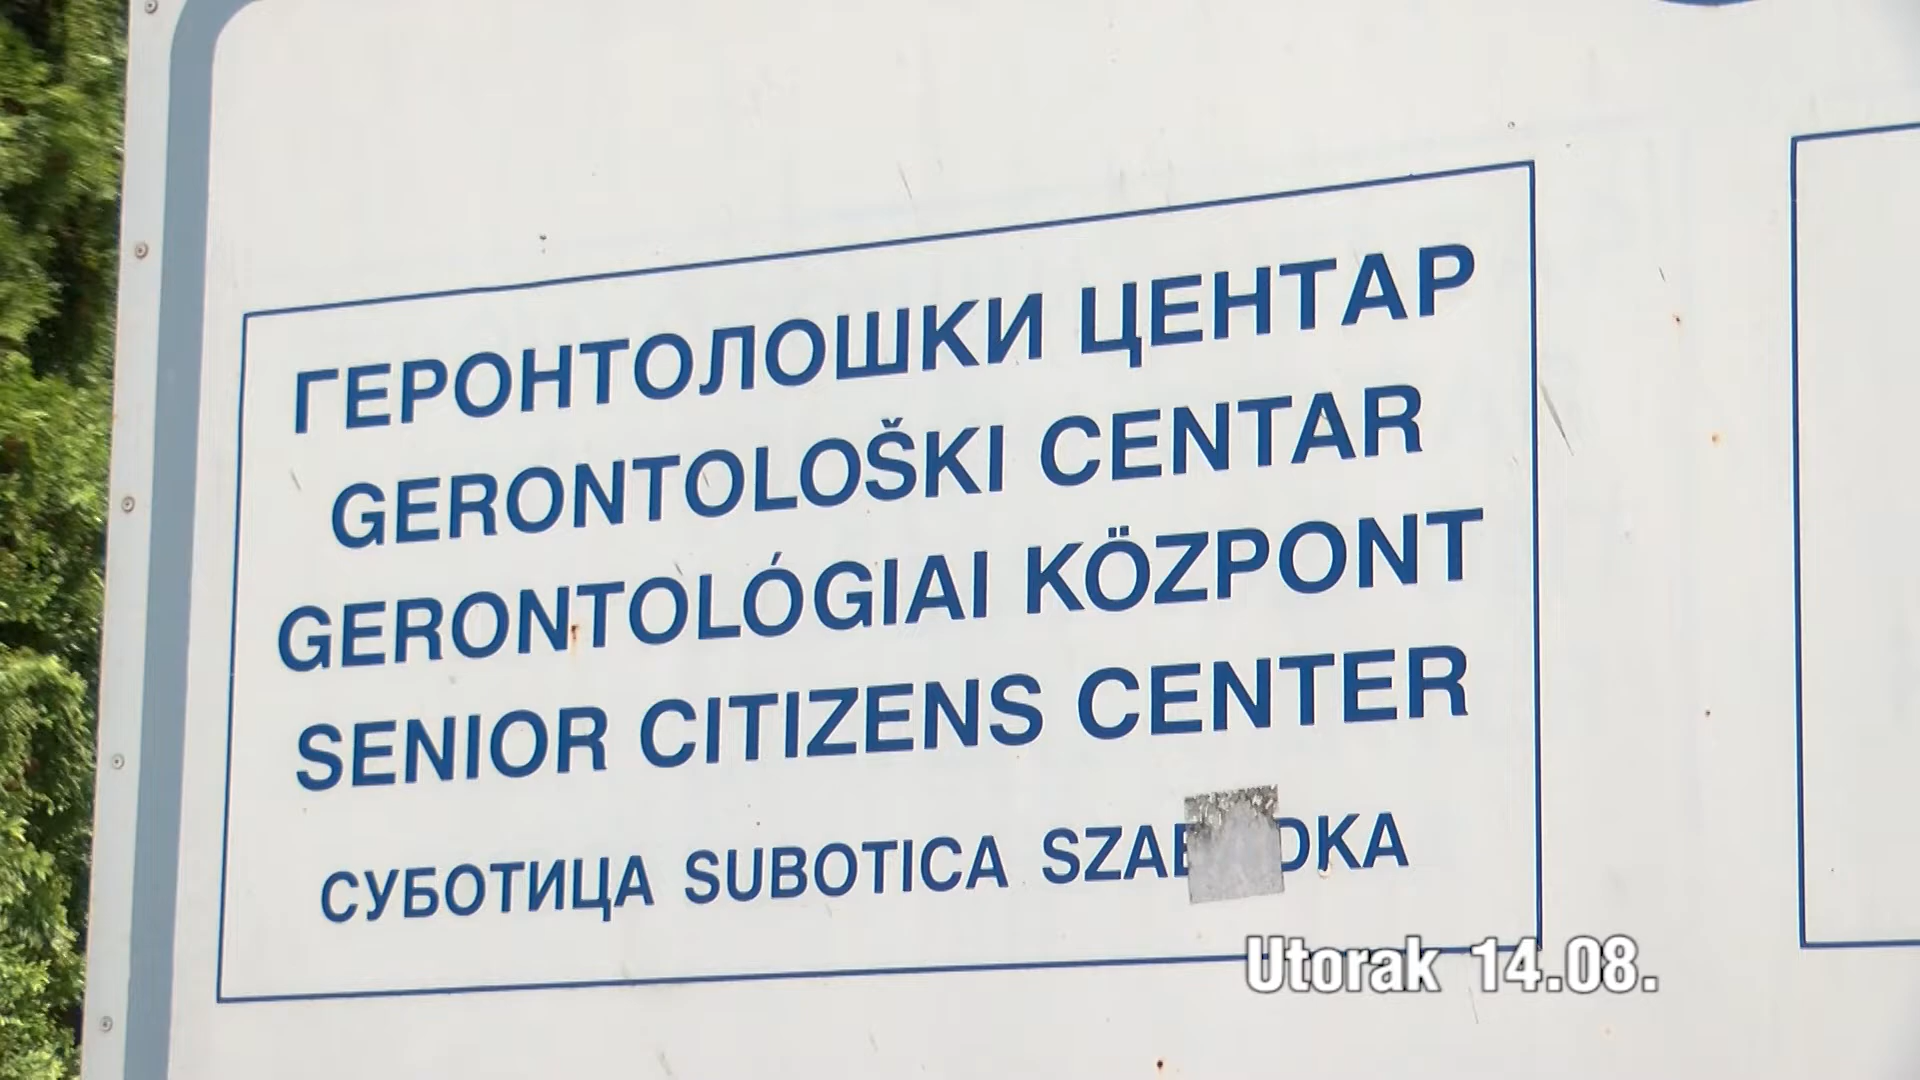 ГЕРОНТОЛОШКИ ЦЕНТАР
GERONTOLOŠKI CENTAR
GERONTOLÓGIAI KÖZPONT
SENIOR CITIZENS CENTER
СУБОТИЦА SUBOTICA
Utorak 14.08.